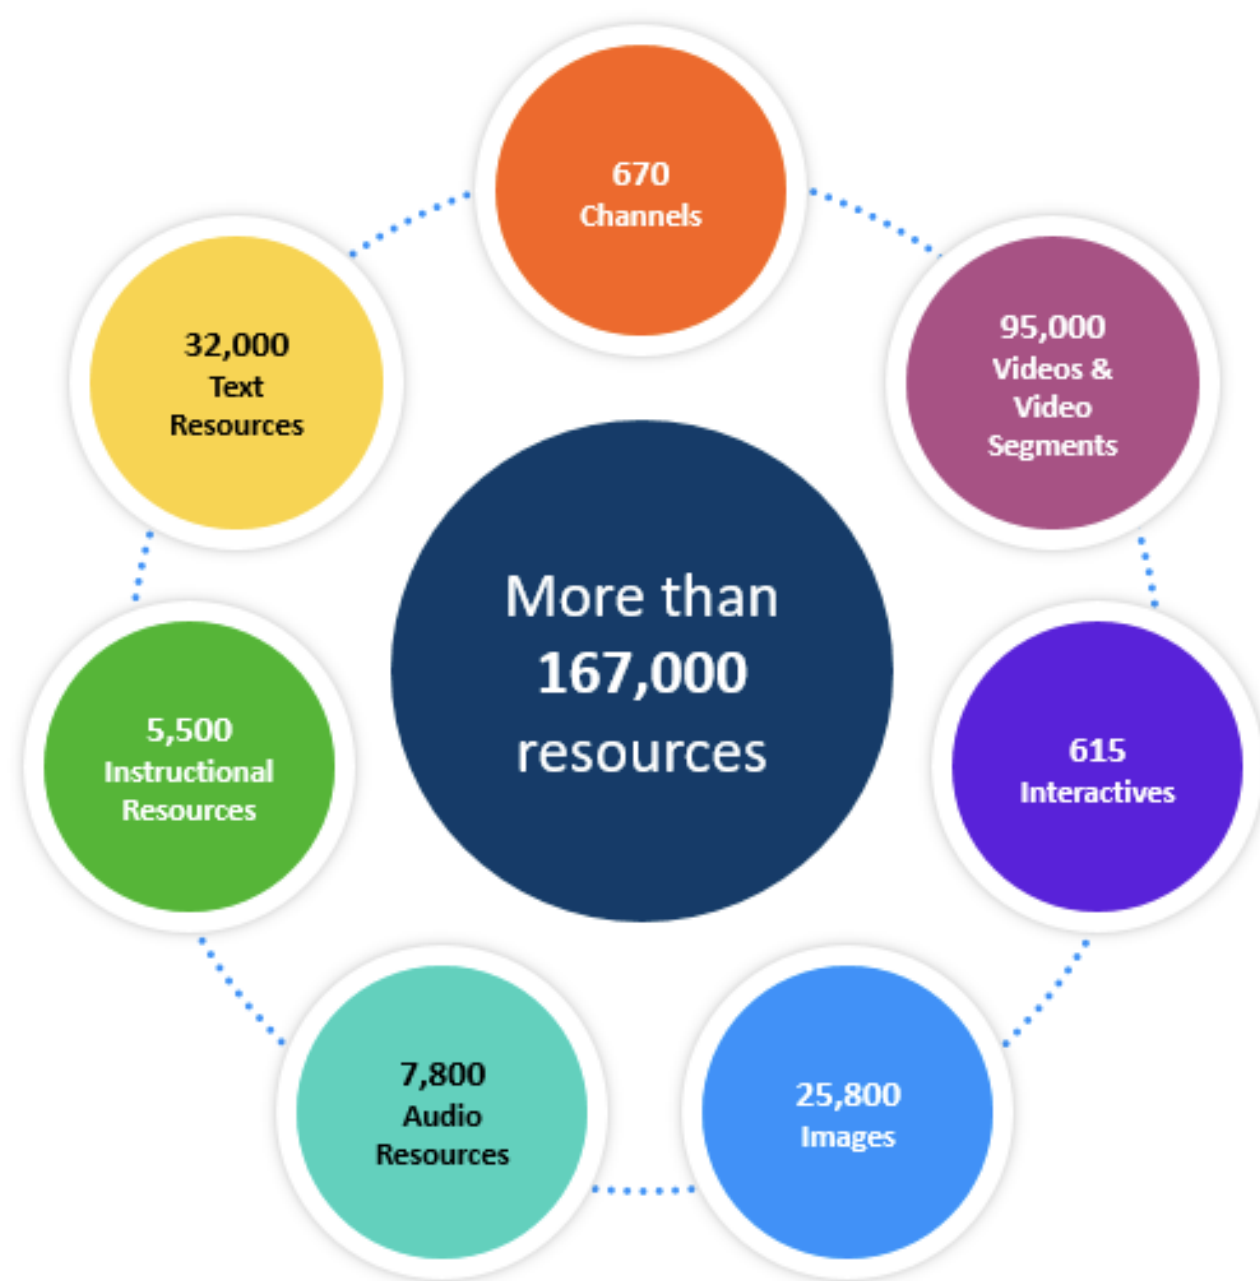 670
Channels
95,000
Videos &
Video
Segments
615
Interactives
25,800
Images
7,800
Audio
Resources
5,500
Instructional
Resources
32,000
Text
Resources
More than
167,000
resources